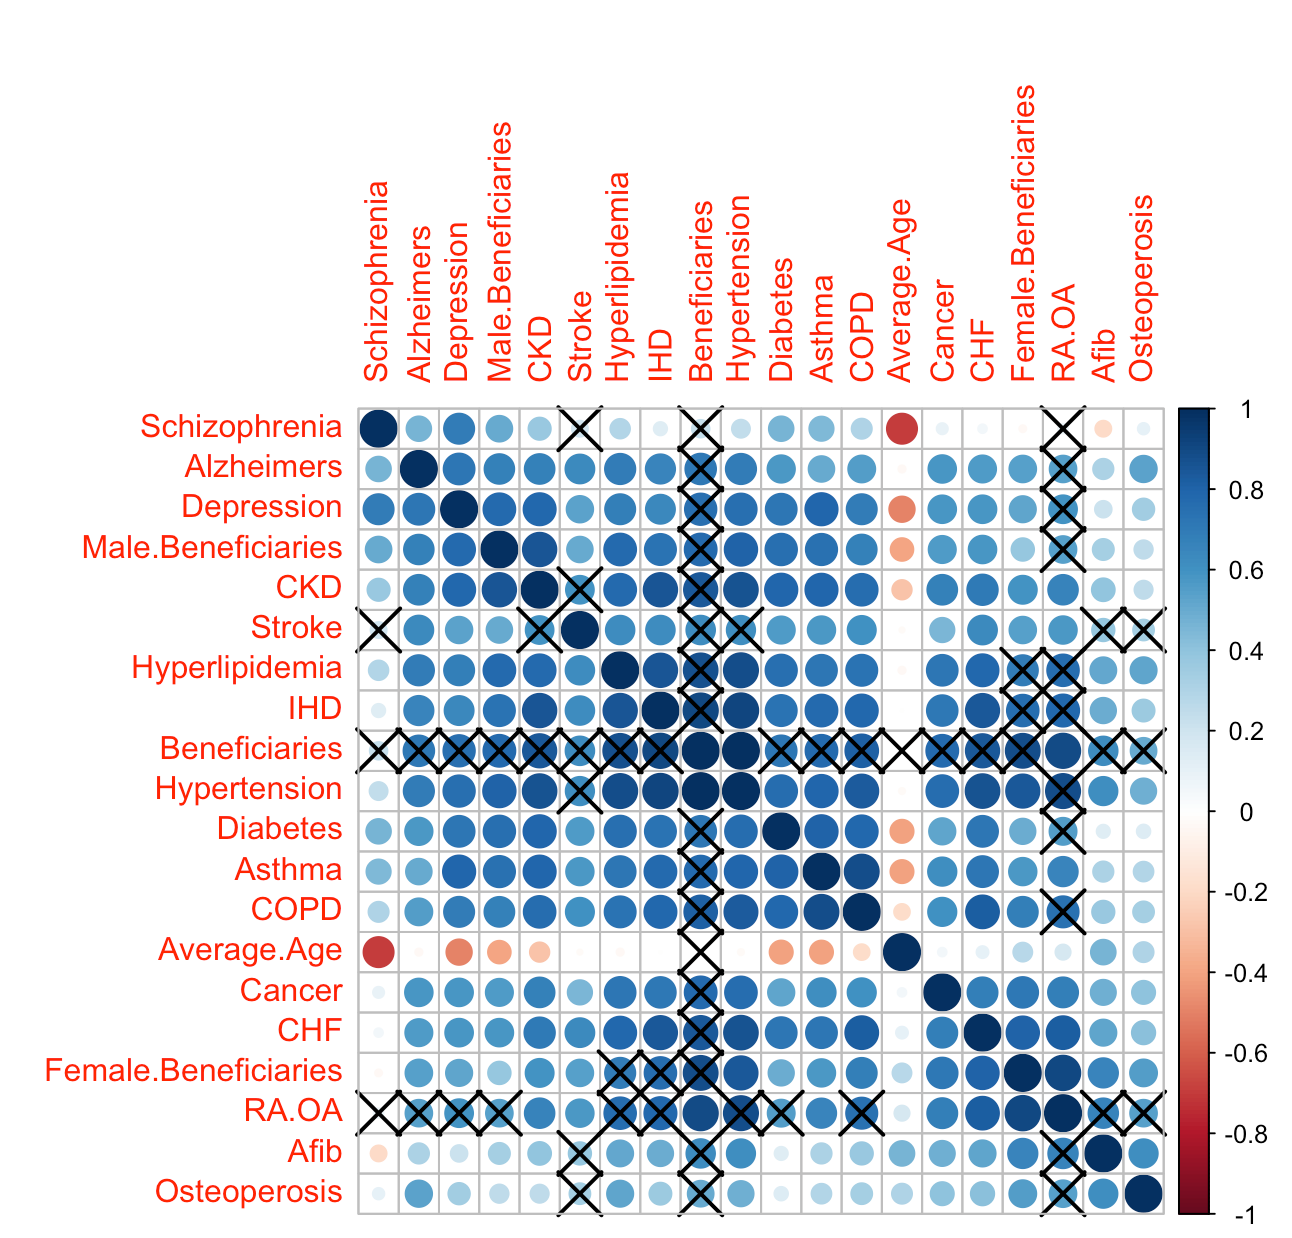 Schizophrenia
Alzheimers
Depression
Male.Beneficiaries
CKD
Stroke
Hyperlipidemia
IHD
Beneficiaries
Hypertension
Diabetes
Asthma
COPD
Average.Age
Cancer
CHF
Female.Beneficiaries
RA.OA
Afib
Osteoperosis
Schizophrenia
Alzheimers
Depression
Male.Beneficiaries
CKD
Stroke
Hyperlipidemia
IHD
Beneficiaries
Hypertension
Diabetes
Asthma
COPD
Average.Age
Cancer
CHF
Female.Beneficiaries
RA.OA
Afib
Osteoperosis
1
0.8
0.6
0.4
0.2
0
-0.2
-0.4
-0.6
-0.8
-1